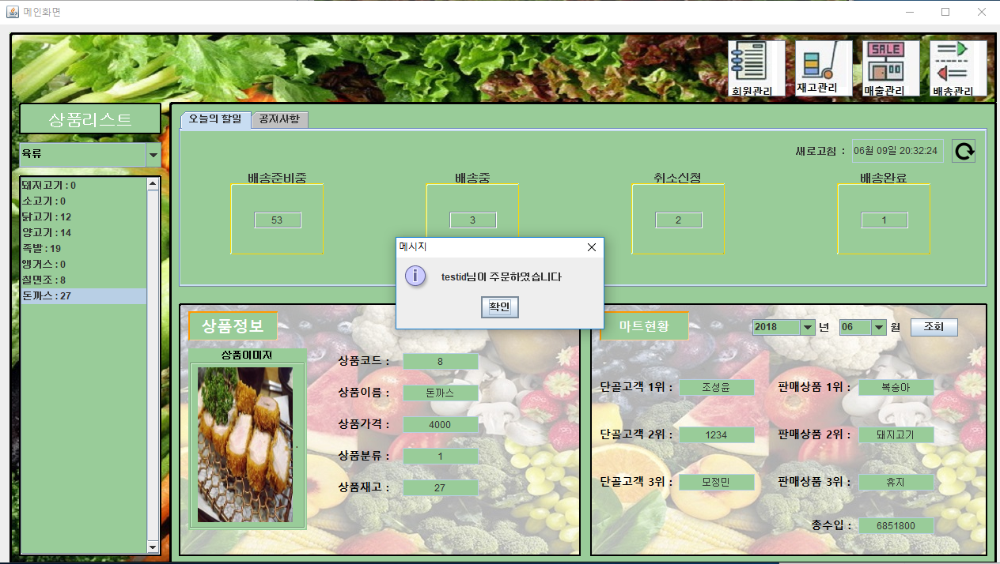 메인화면
SALE
회원관리
재고관리
매출관리
배송관리
상품리스트
육류
돼지고기 : 0
소고기 : 0
닭고기 : 12
양고기 : 14
족발 : 19
앵거스 : 0
칠면조 : 8
돈까스 : 27
오늘의 할일
공지사항
새로고침 :
06월 09일 20:32:24
배송준비중
배송중
취소신청
배송완료
53
3
2
1
메시지
testid님이 주문하였습니다
확인
상품정보
상품이미지
상품코드 :
8
상품이름 :
돈까스
상품가격 :
4000
상품분류 :
1
상품재고 :
27
마트현황
2018
년
06
월
조회
단골고객 1위 :
조성윤
판매상품 1위 :
복숭아
단골고객 2위 :
1234
판매상품 2위 :
돼지고기
단골고객 3위 :
모정민
판매상품 3위 :
휴지
총수입 :
6851800